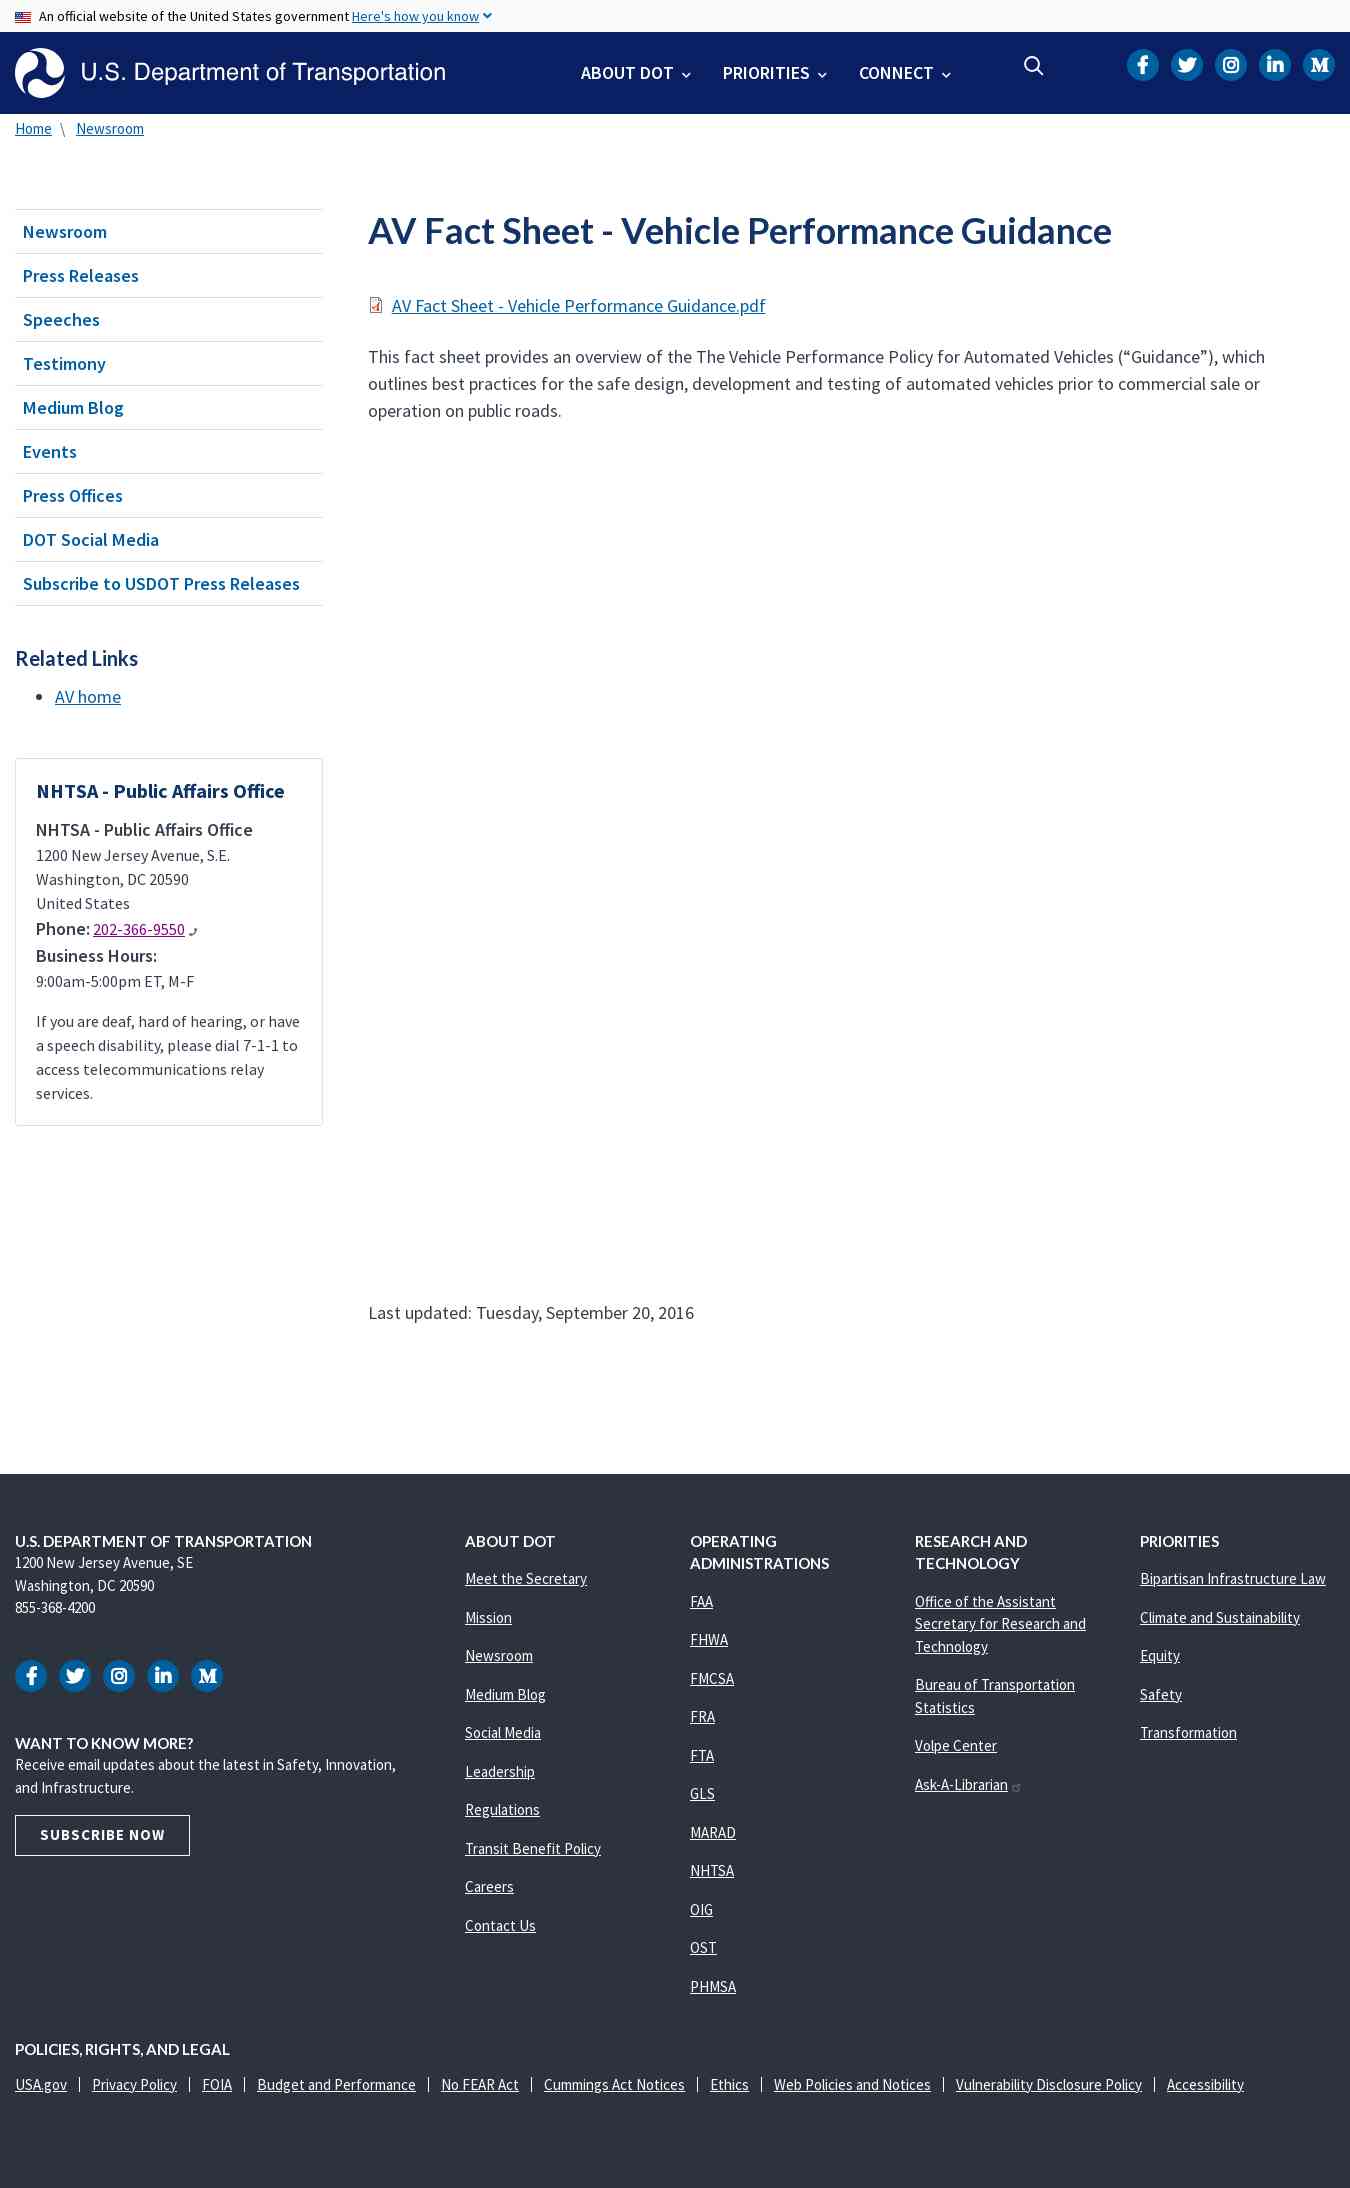 An official website of the United States government Here's how you know
U.S. Department of Transportation
ABOUT DOT
PRIORITIES
CONNECT
Home \ Newsroom
Newsroom
Press Releases
Speeches
Testimony
Medium Blog
Events
Press Offices
DOT Social Media
Subscribe to USDOT Press Releases
Related Links
AV home
NHTSA - Public Affairs Office
NHTSA - Public Affairs Office
1200 New Jersey Avenue, S.E.
Washington, DC 20590
United States
Phone: 202-366-9550
Business Hours:
9:00am-5:00pm ET, M-F
If you are deaf, hard of hearing, or have
a speech disability, please dial 7-1-1 to
access telecommunications relay
services.
AV Fact Sheet - Vehicle Performance Guidance
AV Fact Sheet - Vehicle Performance Guidance.pdf
This fact sheet provides an overview of the The Vehicle Performance Policy for Automated Vehicles (“Guidance”), which
outlines best practices for the safe design, development and testing of automated vehicles prior to commercial sale or
operation on public roads.
Last updated: Tuesday, September 20, 2016
U.S. DEPARTMENT OF TRANSPORTATION
1200 New Jersey Avenue, SE
Washington, DC 20590
855-368-4200
WANT TO KNOW MORE?
Receive email updates about the latest in Safety, Innovation,
and Infrastructure.
SUBSCRIBE NOW
ABOUT DOT
Meet the Secretary
Mission
Newsroom
Medium Blog
Social Media
Leadership
Regulations
Transit Benefit Policy
Careers
Contact Us
OPERATING
ADMINISTRATIONS
FAA
FHWA
FMCSA
FRA
FTA
GLS
MARAD
NHTSA
OIG
OST
PHMSA
RESEARCH AND
TECHNOLOGY
Office of the Assistant
Secretary for Research and
Technology
Bureau of Transportation
Statistics
Volpe Center
Ask-A-Librarian
PRIORITIES
Bipartisan Infrastructure Law
Climate and Sustainability
Equity
Safety
Transformation
POLICIES, RIGHTS, AND LEGAL
USA.gov | Privacy Policy | FOIA | Budget and Performance | No FEAR Act | Cummings Act Notices | Ethics | Web Policies and Notices | Vulnerability Disclosure Policy | Accessibility